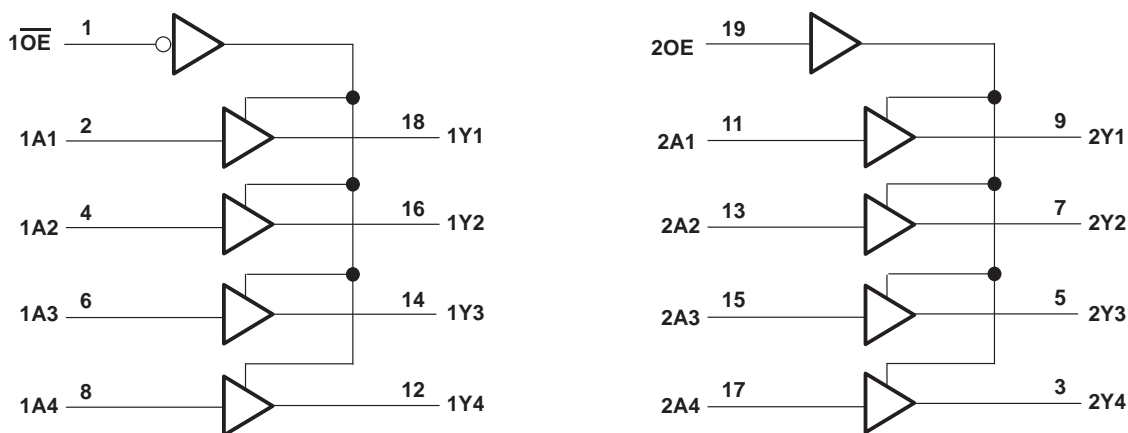 1O̅E̅ 1
1A1 2 18 1Y1
1A2 4 16 1Y2
1A3 6 14 1Y3
1A4 8 12 1Y4
2OE 19
2A1 11 9 2Y1
2A2 13 7 2Y2
2A3 15 5 2Y3
2A4 17 3 2Y4